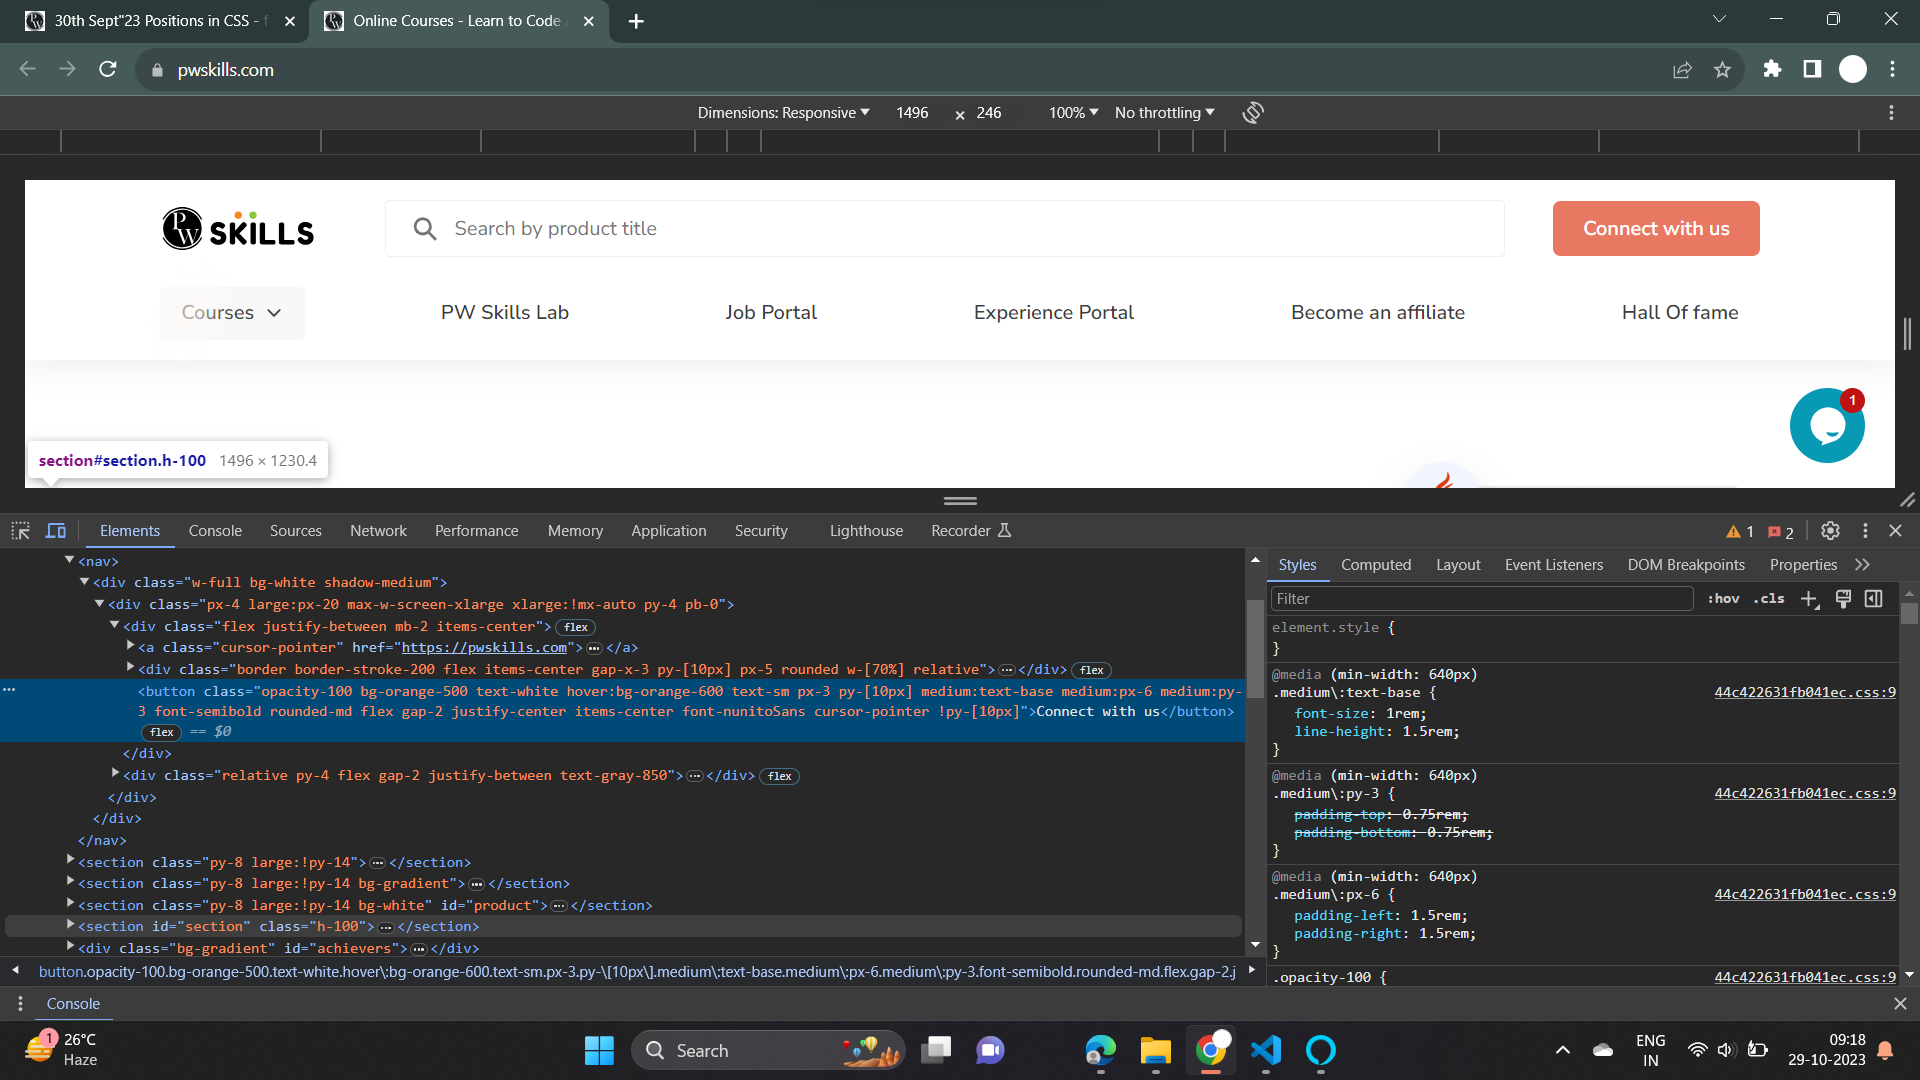 30th Sept"23 Positions in CSS - f
Online Courses - Learn to Code
pwskills.com
Dimensions: Responsive 1496 × 246 100% No throttling
PW SKILLS
Search by product title
Connect with us
Courses
PW Skills Lab
Job Portal
Experience Portal
Become an affiliate
Hall Of fame
1
section#section.h-100 1496 × 1230.4
Elements Console Sources Network Performance Memory Application Security Lighthouse Recorder 1 2
<nav>
<div class="w-full bg-white shadow-medium">
<div class="px-4 large:px-20 max-w-screen-xlarge xlarge:!mx-auto py-4 pb-0">
<div class="flex justify-between mb-2 items-center"> flex
<a class="cursor-pointer" href="https://pwskills.com">…</a>
<div class="border border-stroke-200 flex items-center gap-x-3 py-[10px] px-5 rounded w-[70%] relative">…</div> flex
<button class="opacity-100 bg-orange-500 text-white hover:bg-orange-600 text-sm px-3 py-[10px] medium:text-base medium:px-6 medium:py-
3 font-semibold rounded-md flex gap-2 justify-center items-center font-nunitoSans cursor-pointer !py-[10px]">Connect with us</button>
flex == $0
</div>
<div class="relative py-4 flex gap-2 justify-between text-gray-850">…</div> flex
</div>
</div>
</nav>
<section class="py-8 large:!py-14">…</section>
<section class="py-8 large:!py-14 bg-gradient">…</section>
<section class="py-8 large:!py-14 bg-white" id="product">…</section>
<section id="section" class="h-100">…</section>
<div class="bg-gradient" id="achievers">…</div>
button.opacity-100.bg-orange-500.text-white.hover\:bg-orange-600.text-sm.px-3.py-\[10px\].medium\:text-base.medium\:px-6.medium\:py-3.font-semibold.rounded-md.flex.gap-2.j
Styles Computed Layout Event Listeners DOM Breakpoints Properties
Filter :hov .cls
element.style {
}
@media (min-width: 640px)
.medium\:text-base { 44c422631fb041ec.css:9
font-size: 1rem;
line-height: 1.5rem;
}
@media (min-width: 640px)
.medium\:py-3 { 44c422631fb041ec.css:9
padding-top: 0.75rem;
padding-bottom: 0.75rem;
}
@media (min-width: 640px)
.medium\:px-6 { 44c422631fb041ec.css:9
padding-left: 1.5rem;
padding-right: 1.5rem;
}
.opacity-100 { 44c422631fb041ec.css:9
Console
1
26°C
Haze
Search
ENG
IN
09:18
29-10-2023